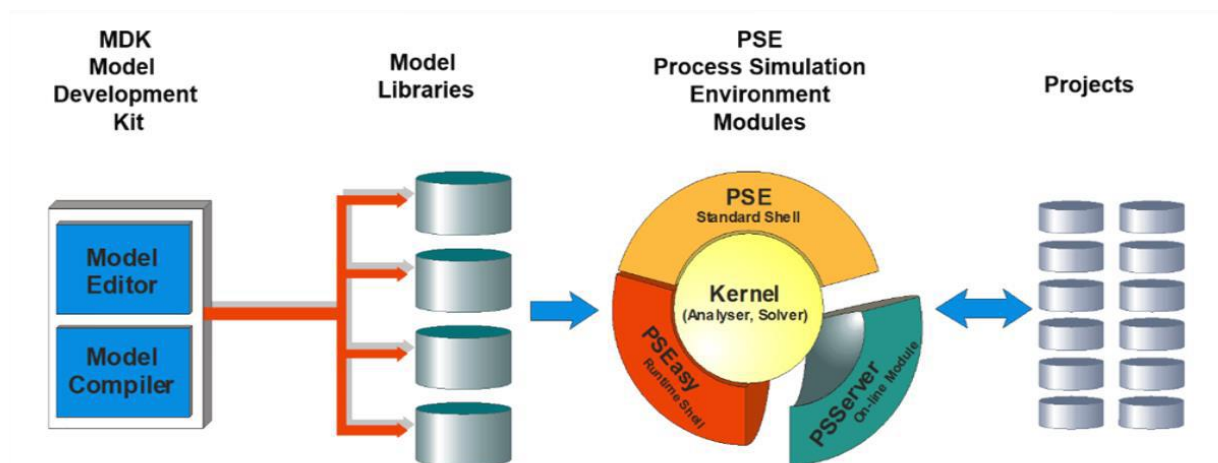 MDK
Model
Development
Kit
Model
Libraries
PSE
Process Simulation
Environment
Modules
Projects
Model
Editor
Model
Compiler
PSE
Standard Shell
Kernel
(Analyser, Solver)
PSEasy
Runtime Shell
PSServer
On-line Module